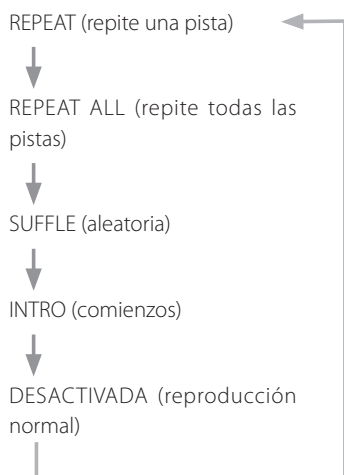 REPEAT (repite una pista)
REPEAT ALL (repite todas las
pistas)
SUFFLE (aleatoria)
INTRO (comienzos)
DESACTIVADA (reproducción
normal)